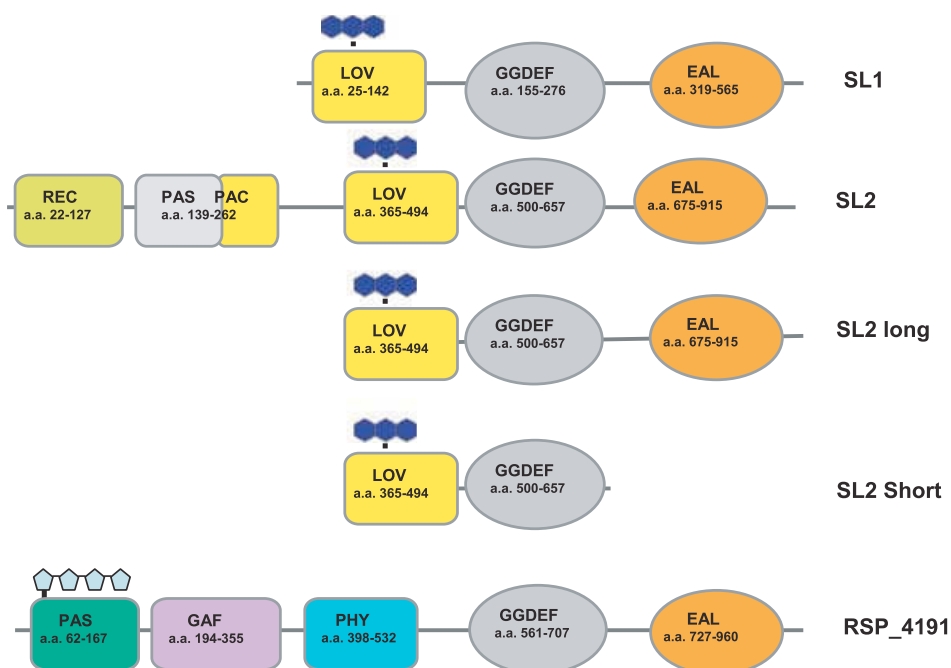 LOV
a.a. 25-142
GGDEF
a.a. 155-276
EAL
a.a. 319-565
SL1
REC
a.a. 22-127
PAS PAC
a.a. 139-262
LOV
a.a. 365-494
GGDEF
a.a. 500-657
EAL
a.a. 675-915
SL2
LOV
a.a. 365-494
GGDEF
a.a. 500-657
EAL
a.a. 675-915
SL2 long
LOV
a.a. 365-494
GGDEF
a.a. 500-657
SL2 Short
PAS
a.a. 62-167
GAF
a.a. 194-355
PHY
a.a. 398-532
GGDEF
a.a. 561-707
EAL
a.a. 727-960
RSP_4191